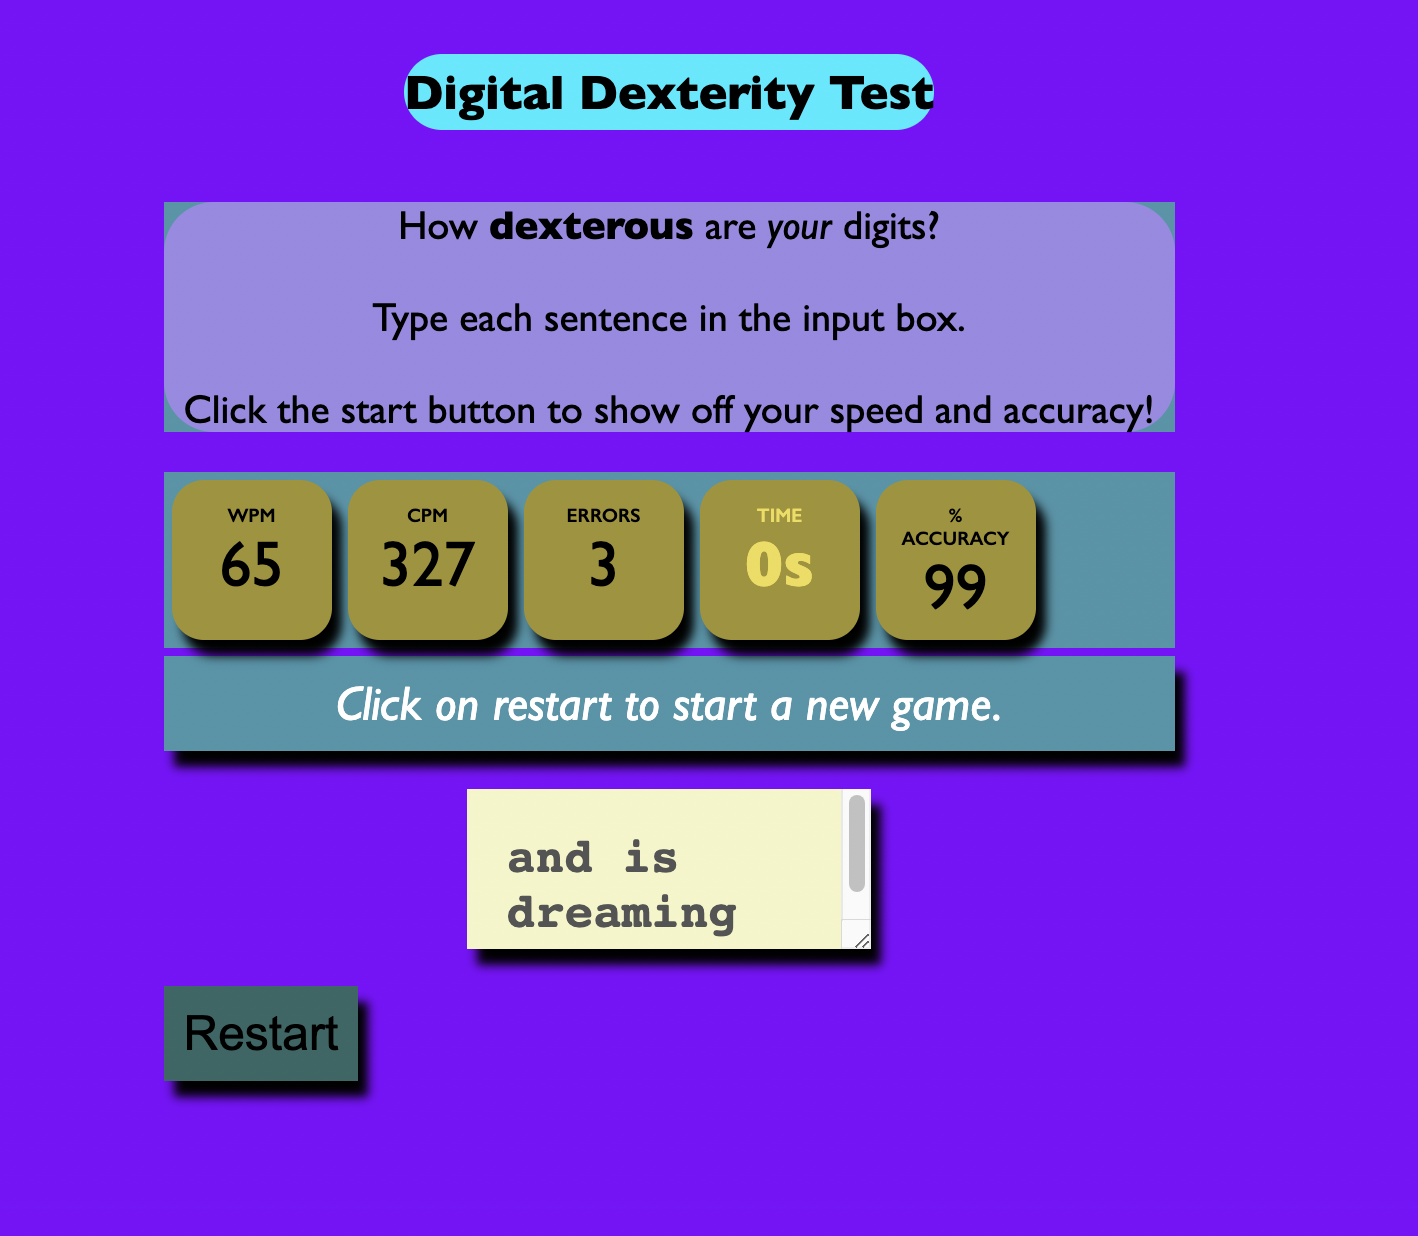 Digital Dexterity Test
How dexterous are your digits?
Type each sentence in the input box.
Click the start button to show off your speed and accuracy!
WPM
65
CPM
327
ERRORS
3
TIME
0s
%
ACCURACY
99
Click on restart to start a new game.
and is
dreaming
Restart